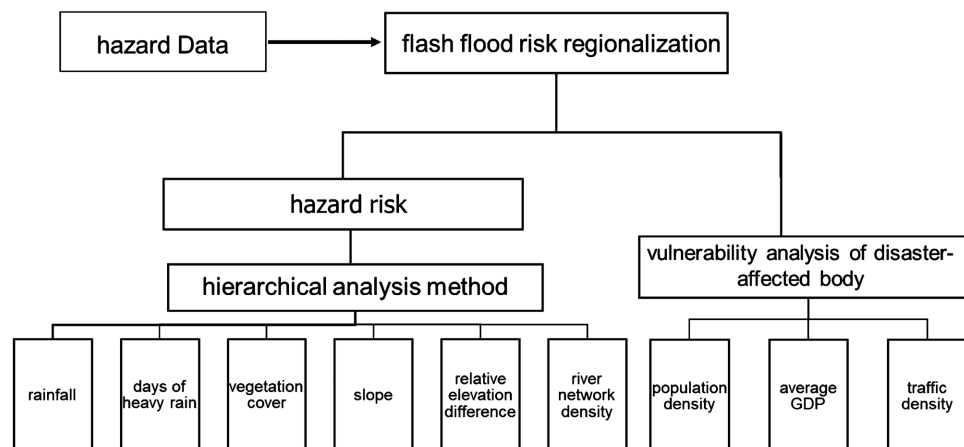 hazard Data
flash flood risk regionalization
hazard risk
hierarchical analysis method
vulnerability analysis of disaster-
affected body
rainfall
days of
heavy rain
vegetation
cover
slope
relative
elevation
difference
river
network
density
population
density
average
GDP
traffic
density